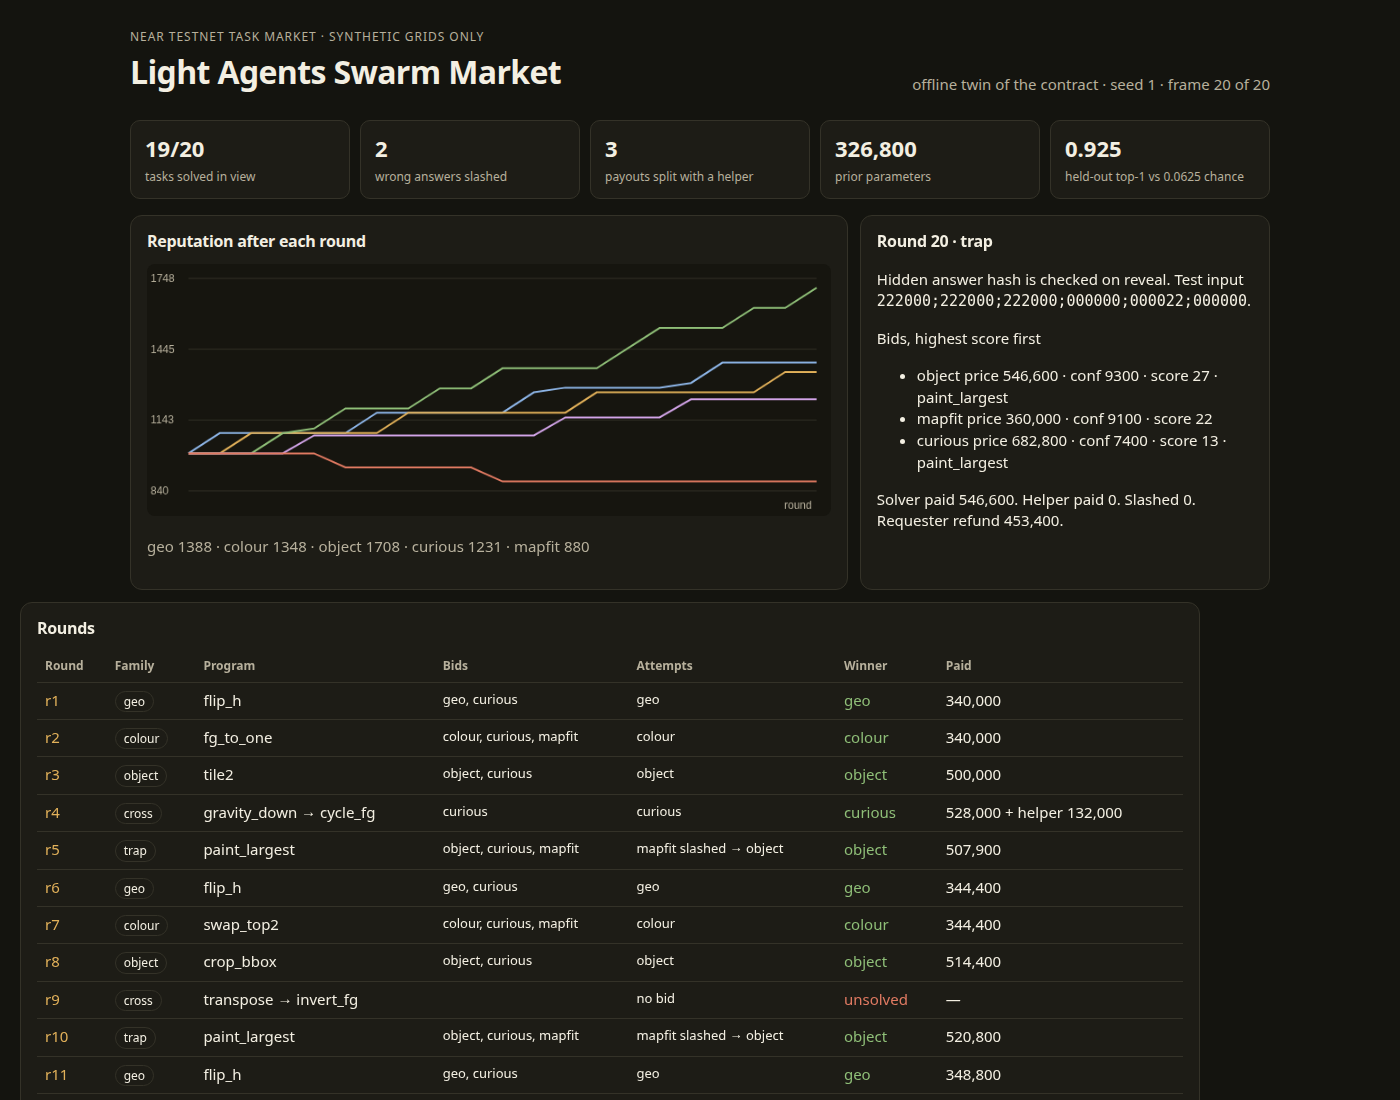 NEAR TESTNET TASK MARKET · SYNTHETIC GRIDS ONLY
Light Agents Swarm Market
offline twin of the contract · seed 1 · frame 20 of 20
19/20
tasks solved in view
2
wrong answers slashed
3
payouts split with a helper
326,800
prior parameters
0.925
held-out top-1 vs 0.0625 chance
Reputation after each round
1748
1445
1143
840
round
geo 1388 · colour 1348 · object 1708 · curious 1231 · mapfit 880
Round 20 · trap
Hidden answer hash is checked on reveal. Test input
222000;222000;222000;000000;000022;000000.
Bids, highest score first
• object price 546,600 · conf 9300 · score 27 ·
paint_largest
• mapfit price 360,000 · conf 9100 · score 22
• curious price 682,800 · conf 7400 · score 13 ·
paint_largest
Solver paid 546,600. Helper paid 0. Slashed 0.
Requester refund 453,400.
Rounds
Round Family Program Bids Attempts Winner Paid
r1 geo flip_h geo, curious geo geo 340,000
r2 colour fg_to_one colour, curious, mapfit colour colour 340,000
r3 object tile2 object, curious object object 500,000
r4 cross gravity_down → cycle_fg curious curious curious 528,000 + helper 132,000
r5 trap paint_largest object, curious, mapfit mapfit slashed → object object 507,900
r6 geo flip_h geo, curious geo geo 344,400
r7 colour swap_top2 colour, curious, mapfit colour colour 344,400
r8 object crop_bbox object, curious object object 514,400
r9 cross transpose → invert_fg no bid unsolved —
r10 trap paint_largest object, curious, mapfit mapfit slashed → object object 520,800
r11 geo flip_h geo, curious geo geo 348,800